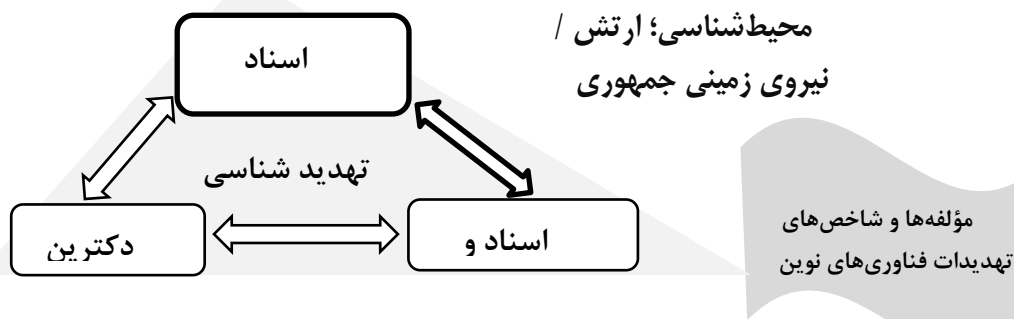 محیط‌شناسی؛ ارتش /
نیروی زمینی جمهوری
اسناد
تهدید شناسی
دکترین
اسناد و
مؤلفه‌ها و شاخص‌های
تهدیدات فناوری‌های نوین